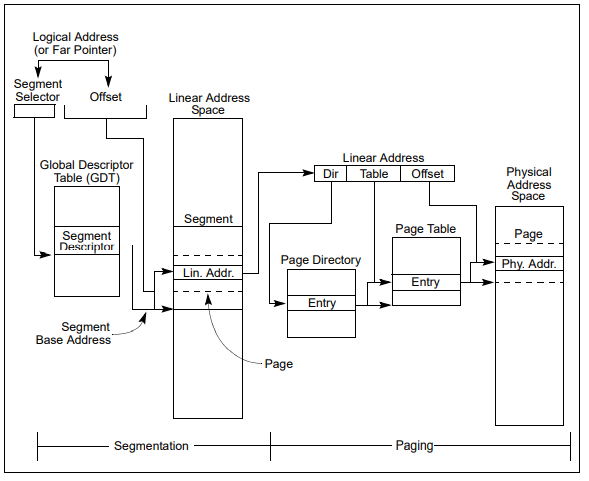 Logical Address
(or Far Pointer)
Segment
Selector
Offset
Linear Address
Space
Global Descriptor
Table (GDT)
Segment
Descriptor
Segment
Lin. Addr.
Segment
Base Address
Page
Linear Address
Dir
Table
Offset
Page Directory
Entry
Page Table
Entry
Physical
Address
Space
Page
Phy. Addr.
Segmentation
Paging